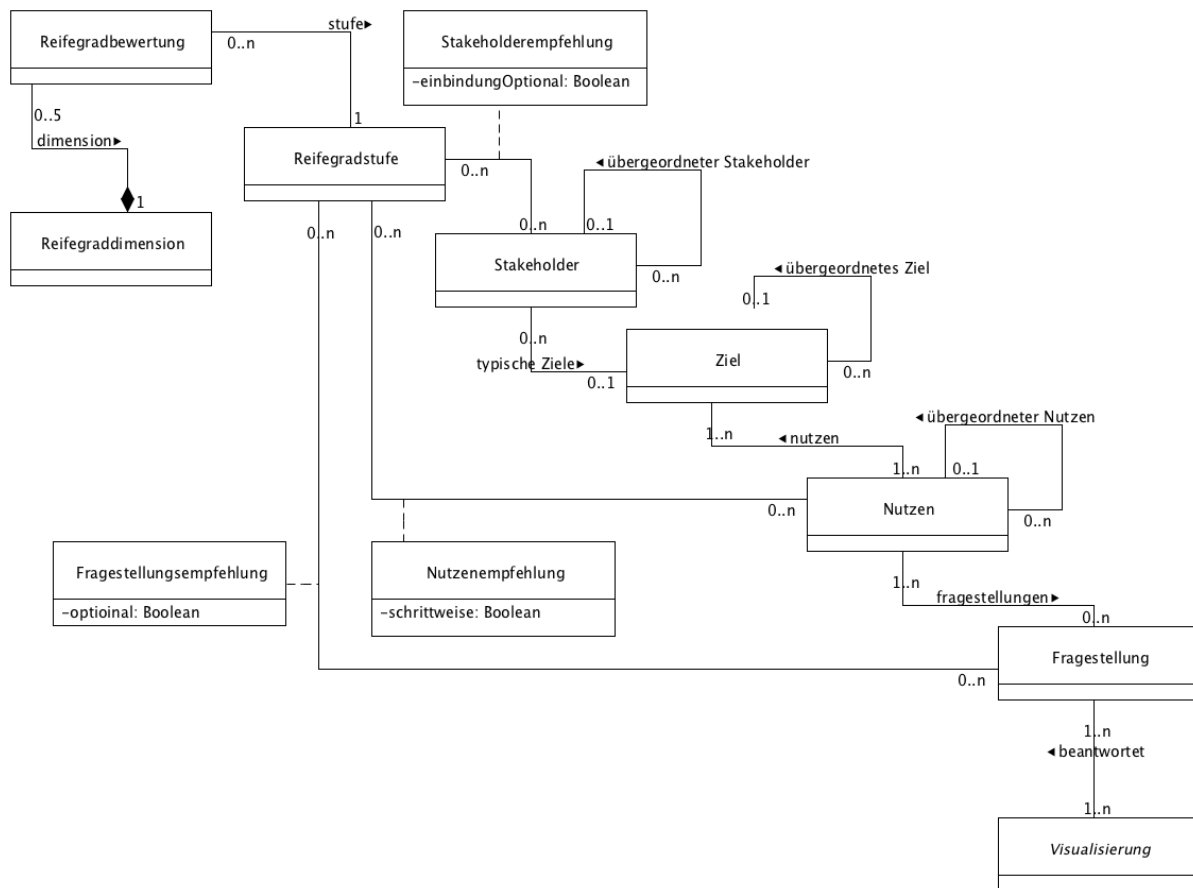 Reifegradbewertung
0..n
stufe►
Stakeholderempfehlung
-einbindungOptional: Boolean
0..5
dimension►
1
1
Reifegraddimension
Reifegradstufe
0..n
◄übergeordneter Stakeholder
0..n
0..n
0..n
0..1
Stakeholder
0..n
◄übergeordnetes Ziel
0..1
0..n
typische Ziele►
0..1
Ziel
0..n
1..n
◄nutzen
◄übergeordneter Nutzen
1..n
0..1
Nutzen
0..n
0..n
Fragestellungsempfehlung
-optioinal: Boolean
Nutzenempfehlung
-schrittweise: Boolean
1..n
fragestellungen►
0..n
Fragestellung
0..n
1..n
◄beantwortet
1..n
Visualisierung